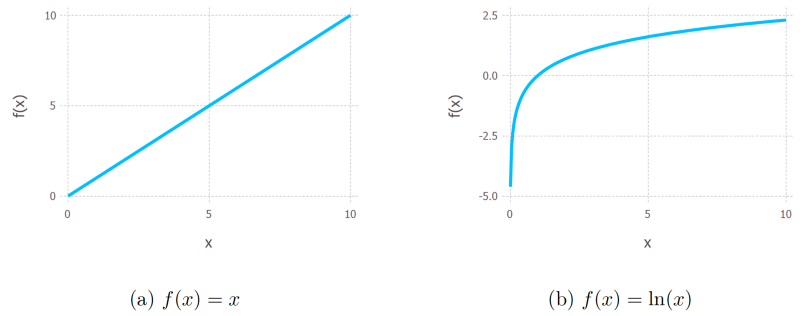 10
5
0
f(x)
0 5 10
x
(a) f(x) = x
2.5
0.0
-2.5
-5.0
f(x)
0 5 10
x
(b) f(x) = ln(x)